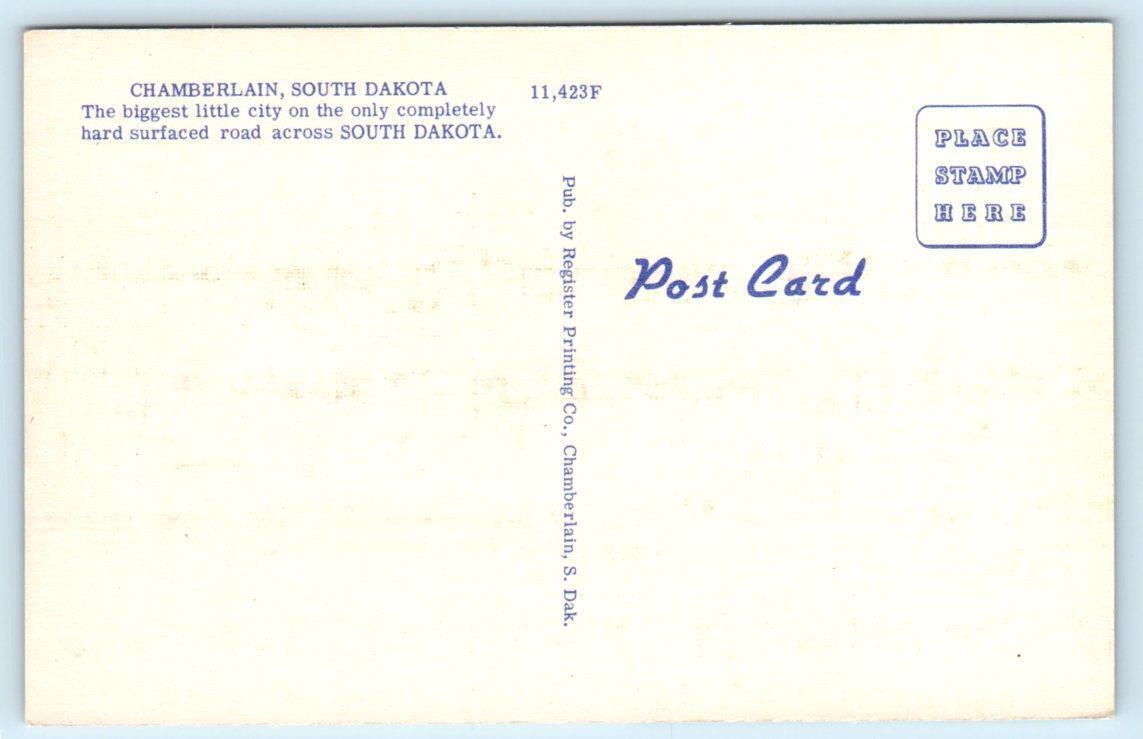 CHAMBERLAIN, SOUTH DAKOTA
The biggest little city on the only completely
hard surfaced road across SOUTH DAKOTA.
11,423F
Pub. by Register Printing Co., Chamberlain, S. Dak.
Post Card
PLACE
STAMP
HERE